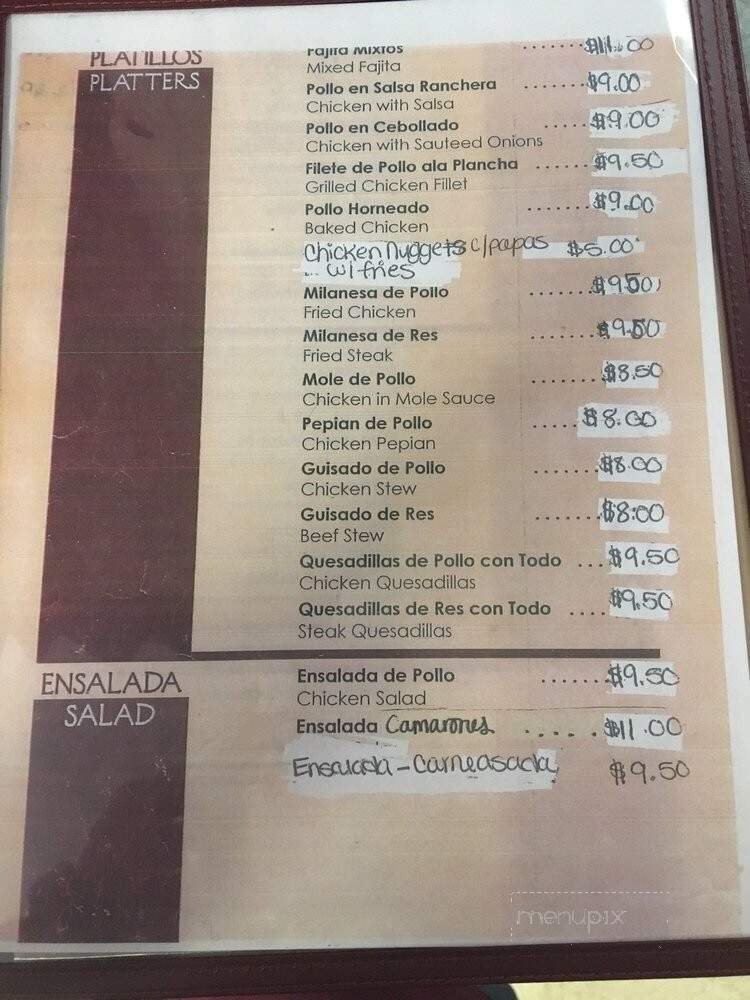 PLATILLOS
PLATTERS
Fajita Mixtos .......$11.00
Mixed Fajita
Pollo en Salsa Ranchera .......$9.00
Chicken with Salsa
Pollo en Cebollado .....$9.00
Chicken with Sauteed Onions
Filete de Pollo ala Plancha ......$9.50
Grilled Chicken Fillet
Pollo Horneado .......$9.00
Baked Chicken
Chicken Nuggets c/papas $5.00
w/ fries
Milanesa de Pollo .......$9.50
Fried Chicken
Milanesa de Res .......$9.50
Fried Steak
Mole de Pollo .......$8.50
Chicken in Mole Sauce
Pepian de Pollo .....$8.00
Chicken Pepian
Guisado de Pollo .......$8.00
Chicken Stew
Guisado de Res .......$8.00
Beef Stew
Quesadillas de Pollo con Todo ...$9.50
Chicken Quesadillas
Quesadillas de Res con Todo ....$9.50
Steak Quesadillas
ENSALADA
SALAD
Ensalada de Pollo .......$9.50
Chicken Salad
Ensalada Camarones .....$11.00
Ensalada - Carne asada $9.50
menupix